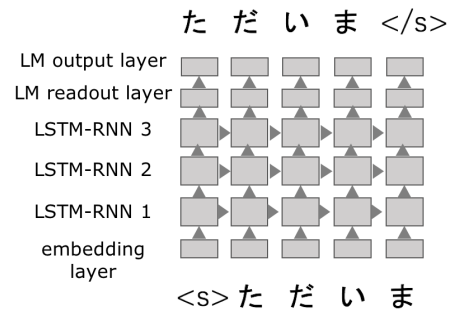 た だ い ま </s>
LM output layer
LM readout layer
LSTM-RNN 3
LSTM-RNN 2
LSTM-RNN 1
embedding
layer
<s> た だ い ま